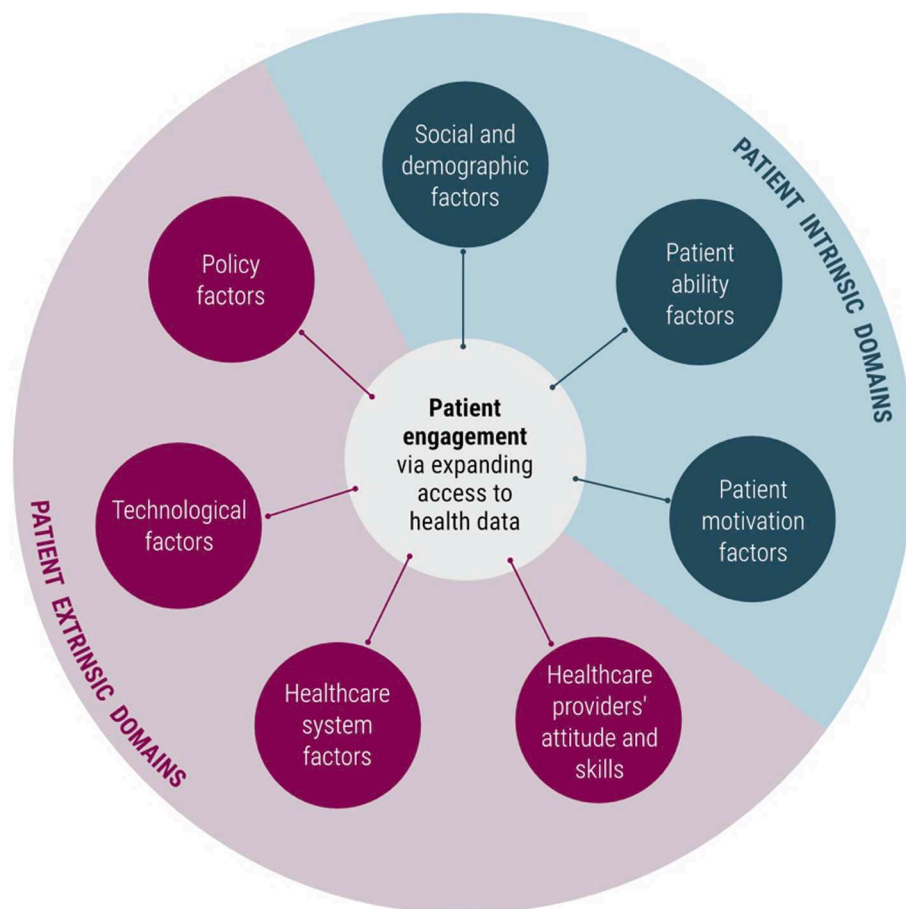 Social and
demographic
factors
PATIENT INTRINSIC DOMAINS
Patient
ability
factors
Policy
factors
Patient
engagement
via expanding
access to
health data
Technological
factors
Patient
motivation
factors
PATIENT EXTRINSIC DOMAINS
Healthcare
system
factors
Healthcare
providers'
attitude and
skills